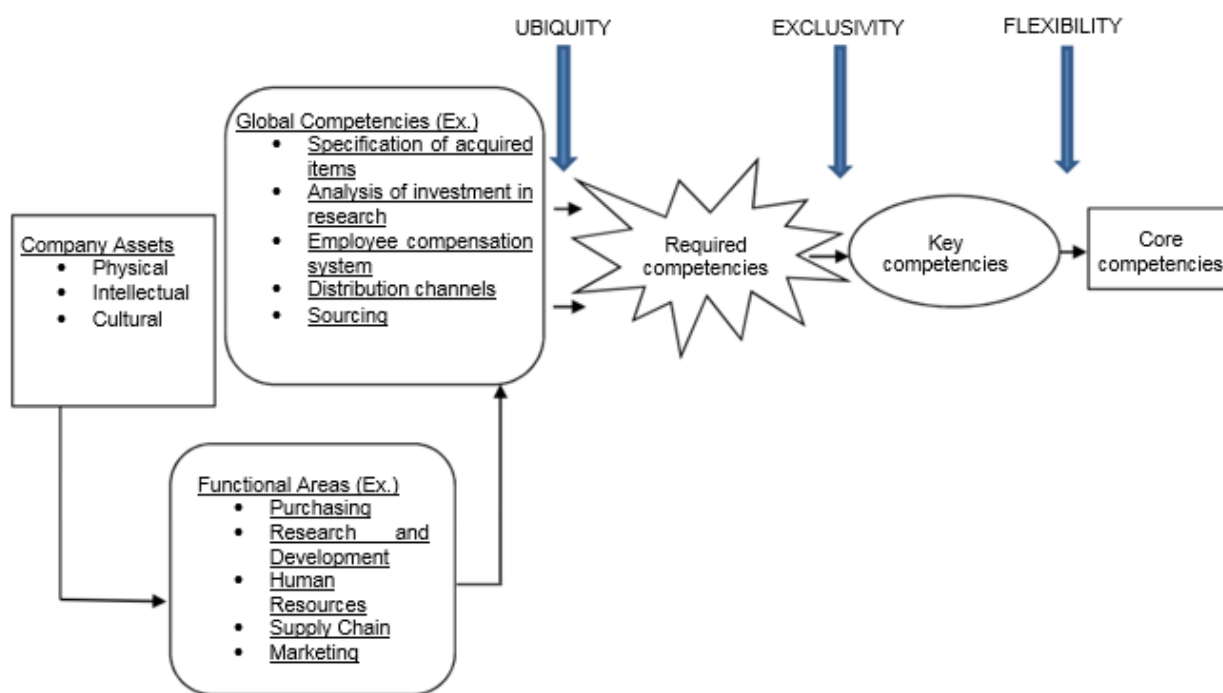 UBIQUITY
EXCLUSIVITY
FLEXIBILITY
Company Assets
• Physical
• Intellectual
• Cultural
Global Competencies (Ex.)
• Specification of acquired
items
• Analysis of investment in
research
• Employee compensation
system
• Distribution channels
• Sourcing
Functional Areas (Ex.)
• Purchasing
• Research and
Development
• Human
Resources
• Supply Chain
• Marketing
Required
competencies
Key
competencies
Core
competencies